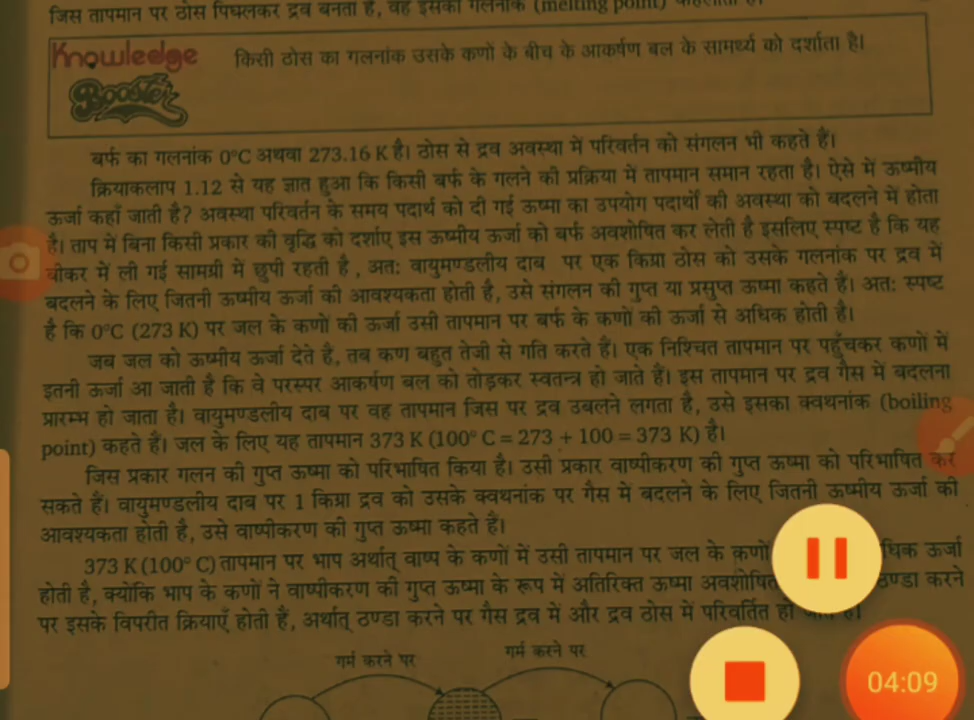 जिस तापमान पर ठोस पिघलकर द्रव बनता है, वह इसका गलनांक (melting point) कहलाता है।
Knowledge
Booster
किसी ठोस का गलनांक उसके कणों के बीच के आकर्षण बल के सामर्थ्य को दर्शाता है।
बर्फ का गलनांक 0°C अथवा 273.16 K है। ठोस से द्रव अवस्था में परिवर्तन को संगलन भी कहते हैं।
क्रियाकलाप 1.12 से यह ज्ञात हुआ कि किसी बर्फ के गलने की प्रक्रिया में तापमान समान रहता है। ऐसे में ऊष्मीय
ऊर्जा कहाँ जाती है? अवस्था परिवर्तन के समय पदार्थ को दी गई ऊष्मा का उपयोग पदार्थों की अवस्था को बदलने में होता
है। ताप में बिना किसी प्रकार की वृद्धि को दर्शाए इस ऊष्मीय ऊर्जा को बर्फ अवशोषित कर लेती है इसलिए स्पष्ट है कि यह
बीकर में ली गई सामग्री में छुपी रहती है, अत: वायुमण्डलीय दाब पर एक किग्रा ठोस को उसके गलनांक पर द्रव में
बदलने के लिए जितनी ऊष्मीय ऊर्जा की आवश्यकता होती है, उसे संगलन की गुप्त या प्रसुप्त ऊष्मा कहते हैं। अत: स्पष्ट
है कि 0°C (273 K) पर जल के कणों की ऊर्जा उसी तापमान पर बर्फ के कणों की ऊर्जा से अधिक होती है।
जब जल को ऊष्मीय ऊर्जा देते हैं, तब कण बहुत तेजी से गति करते हैं। एक निश्चित तापमान पर पहुँचकर कणों में
इतनी ऊर्जा आ जाती है कि वे परस्पर आकर्षण बल को तोड़कर स्वतन्त्र हो जाते हैं। इस तापमान पर द्रव गैस में बदलना
प्रारम्भ हो जाता है। वायुमण्डलीय दाब पर वह तापमान जिस पर द्रव उबलने लगता है, उसे इसका क्वथनांक (boiling
point) कहते हैं। जल के लिए यह तापमान 373 K (100° C = 273 + 100 = 373 K) है।
जिस प्रकार गलन की गुप्त ऊष्मा को परिभाषित किया है। उसी प्रकार वाष्पीकरण की गुप्त ऊष्मा को परिभाषित कर
सकते हैं। वायुमण्डलीय दाब पर 1 किग्रा द्रव को उसके क्वथनांक पर गैस में बदलने के लिए जितनी ऊष्मीय ऊर्जा की
आवश्यकता होती है, उसे वाष्पीकरण की गुप्त ऊष्मा कहते हैं।
373 K (100° C) तापमान पर भाप अर्थात् वाष्प के कणों में उसी तापमान पर जल के कणों धिक ऊर्जा
होती है, क्योंकि भाप के कणों ने वाष्पीकरण की गुप्त ऊष्मा के रूप में अतिरिक्त ऊष्मा अवशोषित ठण्डा करने
पर इसके विपरीत क्रियाएँ होती हैं, अर्थात् ठण्डा करने पर गैस द्रव में और द्रव ठोस में परिवर्तित हो जाते हैं।
गर्म करने पर
गर्म करने पर
04:09